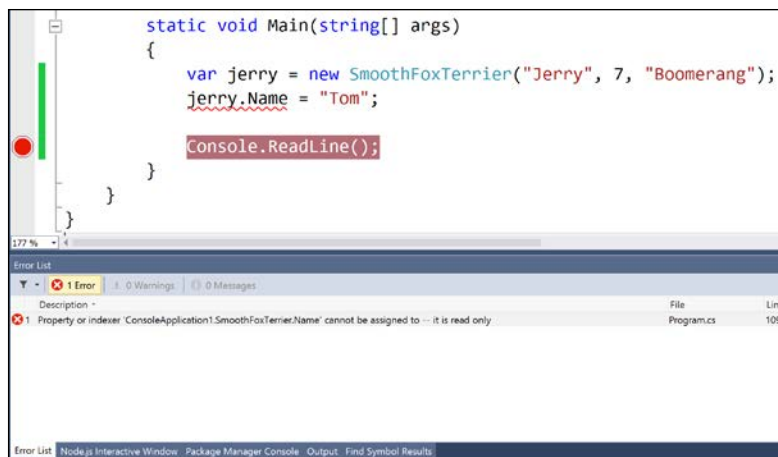 static void Main(string[] args)
{
var jerry = new SmoothFoxTerrier("Jerry", 7, "Boomerang");
jerry.Name = "Tom";
Console.ReadLine();
}
}
}
177 %
Error List
1 Error 0 Warnings 0 Messages
Description File Lin
1 Property or indexer 'ConsoleApplication1.SmoothFoxTerrier.Name' cannot be assigned to -- it is read only Program.cs 109
Error List Node.js Interactive Window Package Manager Console Output Find Symbol Results